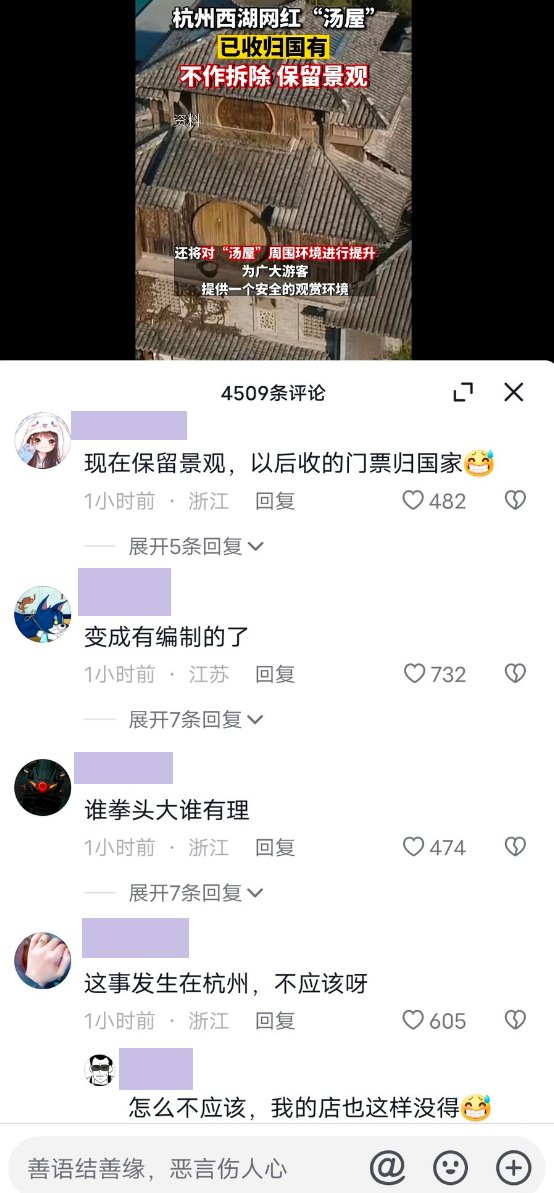 杭州西湖网红“汤屋”
已收归国有
不作拆除 保留景观
资料
还将对“汤屋”周围环境进行提升
为广大游客
提供一个安全的观赏环境
4509条评论
现在保留景观，以后收的门票归国家😅
1小时前 · 浙江 回复 482
展开5条回复
变成有编制的了
1小时前 · 江苏 回复 732
展开7条回复
谁拳头大谁有理
1小时前 · 浙江 回复 474
展开7条回复
这事发生在杭州，不应该呀
1小时前 · 浙江 回复 605
怎么不应该，我的店也这样没得😅
善语结善缘，恶言伤人心 @